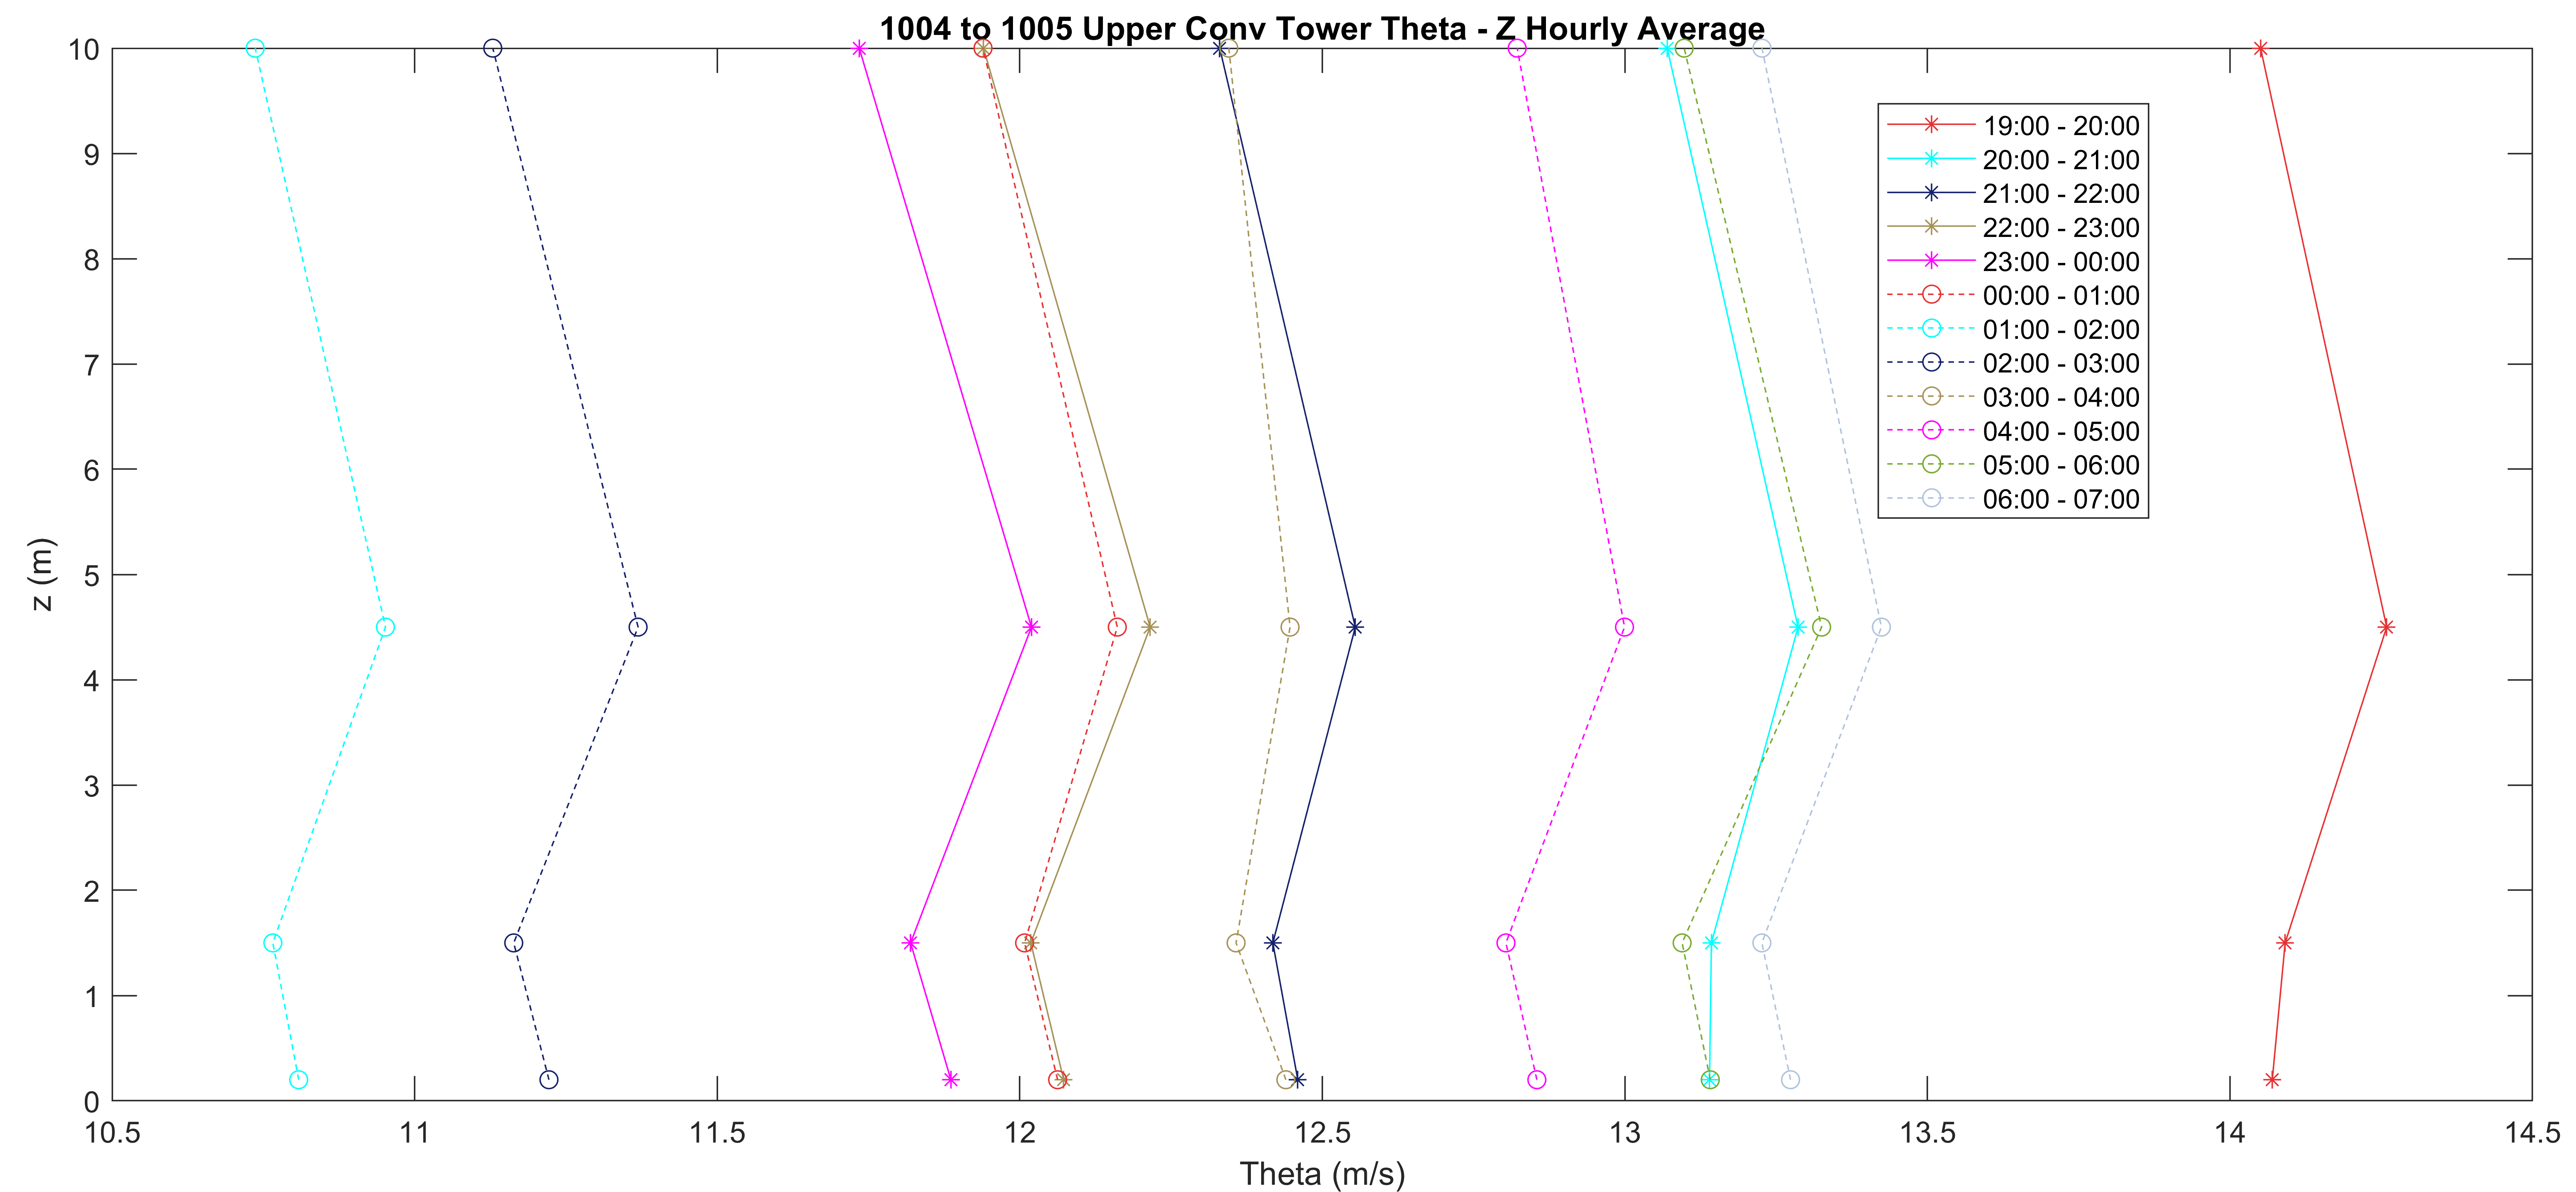 1004 to 1005 Upper Conv Tower Theta - Z Hourly Average
10
9
8
7
6
5
4
3
2
1
0
z (m)
19:00 - 20:00
20:00 - 21:00
21:00 - 22:00
22:00 - 23:00
23:00 - 00:00
00:00 - 01:00
01:00 - 02:00
02:00 - 03:00
03:00 - 04:00
04:00 - 05:00
05:00 - 06:00
06:00 - 07:00
10.5 11 11.5 12 12.5 13 13.5 14 14.5
Theta (m/s)